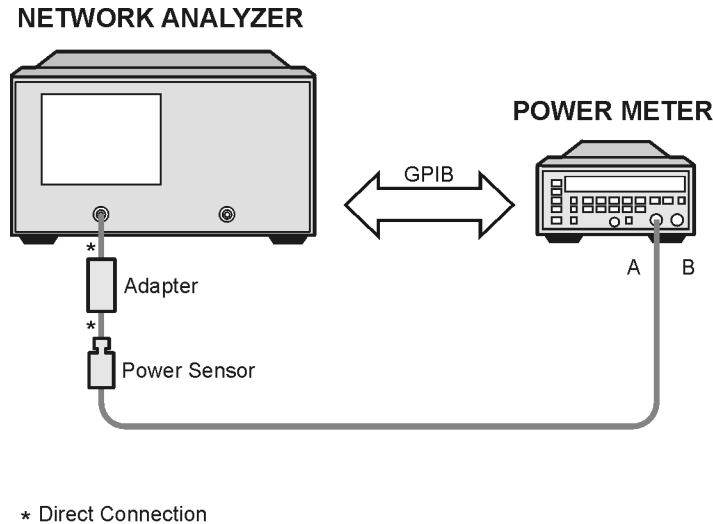 NETWORK ANALYZER
POWER METER
GPIB
A B
* Adapter
* Power Sensor
* Direct Connection